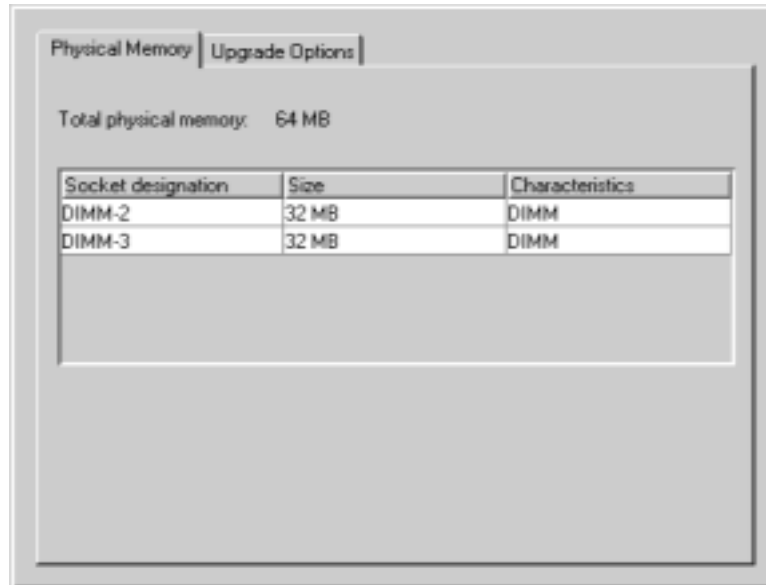 Physical Memory Upgrade Options
Total physical memory: 64 MB
Socket designation Size Characteristics
DIMM-2 32 MB DIMM
DIMM-3 32 MB DIMM